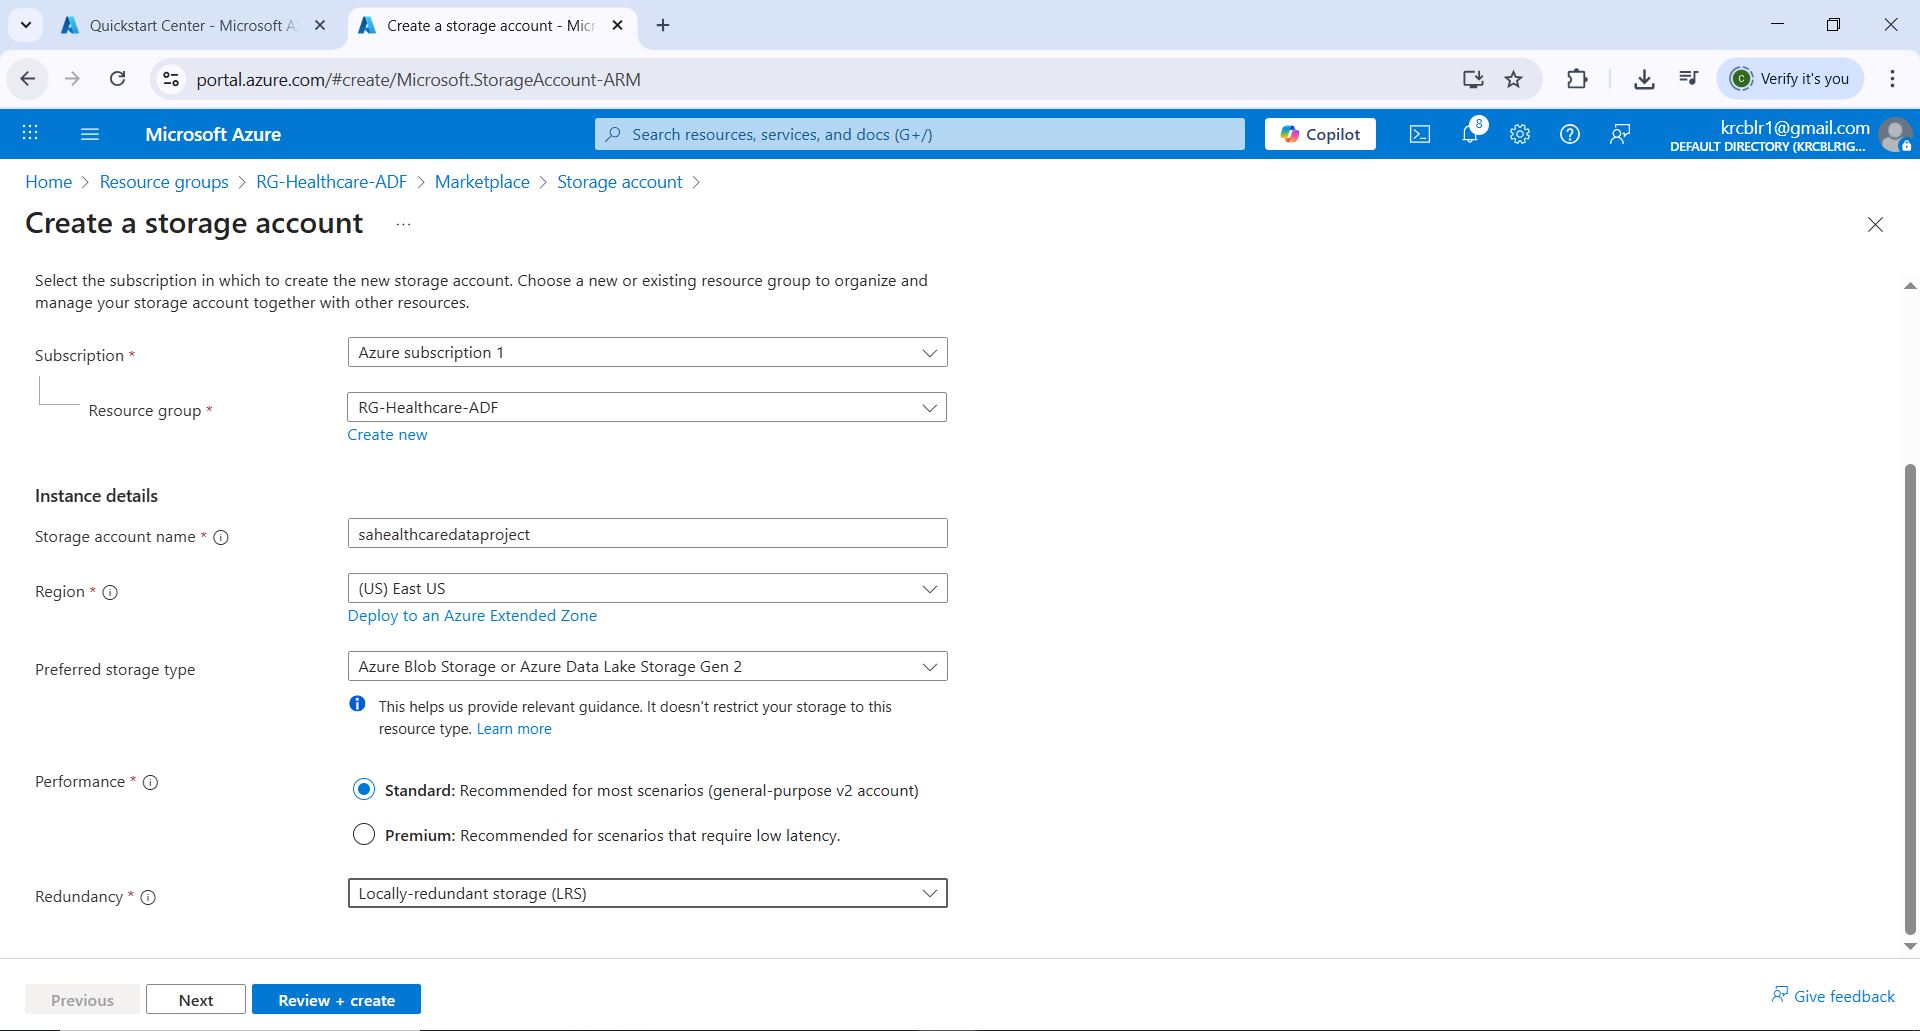 Quickstart Center - Microsoft A
Create a storage account - Micr
portal.azure.com/#create/Microsoft.StorageAccount-ARM
C
Verify it's you
Microsoft Azure
Search resources, services, and docs (G+/)
Copilot
8
krcblr1@gmail.com
DEFAULT DIRECTORY (KRCBLR1G...
Home > Resource groups > RG-Healthcare-ADF > Marketplace > Storage account >
Create a storage account ...
Select the subscription in which to create the new storage account. Choose a new or existing resource group to organize and
manage your storage account together with other resources.
Subscription *
Azure subscription 1
Resource group *
RG-Healthcare-ADF
Create new
Instance details
Storage account name *
sahealthcaredataproject
Region *
(US) East US
Deploy to an Azure Extended Zone
Preferred storage type
Azure Blob Storage or Azure Data Lake Storage Gen 2
This helps us provide relevant guidance. It doesn't restrict your storage to this
resource type. Learn more
Performance *
Standard: Recommended for most scenarios (general-purpose v2 account)
Premium: Recommended for scenarios that require low latency.
Redundancy *
Locally-redundant storage (LRS)
Previous
Next
Review + create
Give feedback